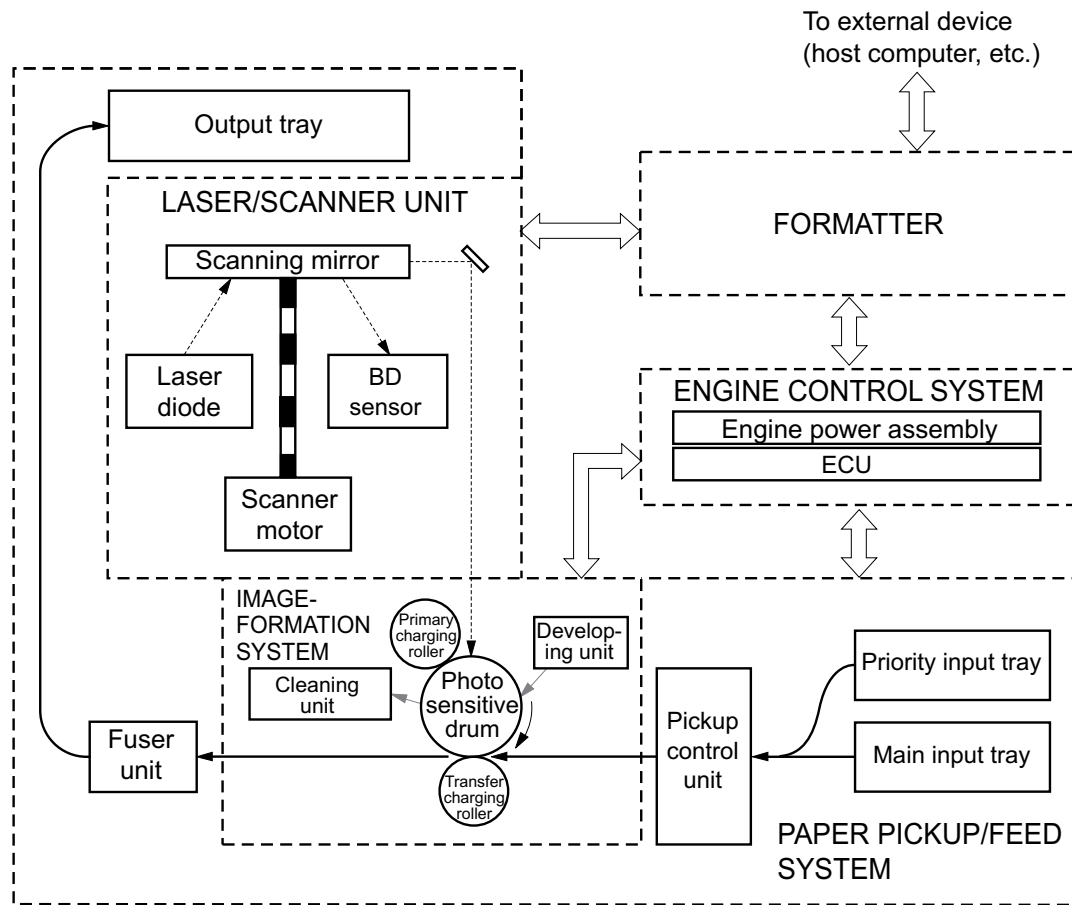 To external device
(host computer, etc.)
Output tray
LASER/SCANNER UNIT
FORMATTER
Scanning mirror
Laser
diode
BD
sensor
ENGINE CONTROL SYSTEM
Engine power assembly
ECU
Scanner
motor
IMAGE-
FORMATION
SYSTEM
Primary
charging
roller
Develop-
ing unit
Cleaning
unit
Photo
sensitive
drum
Priority input tray
Pickup
control
unit
Main input tray
Fuser
unit
Transfer
charging
roller
PAPER PICKUP/FEED
SYSTEM